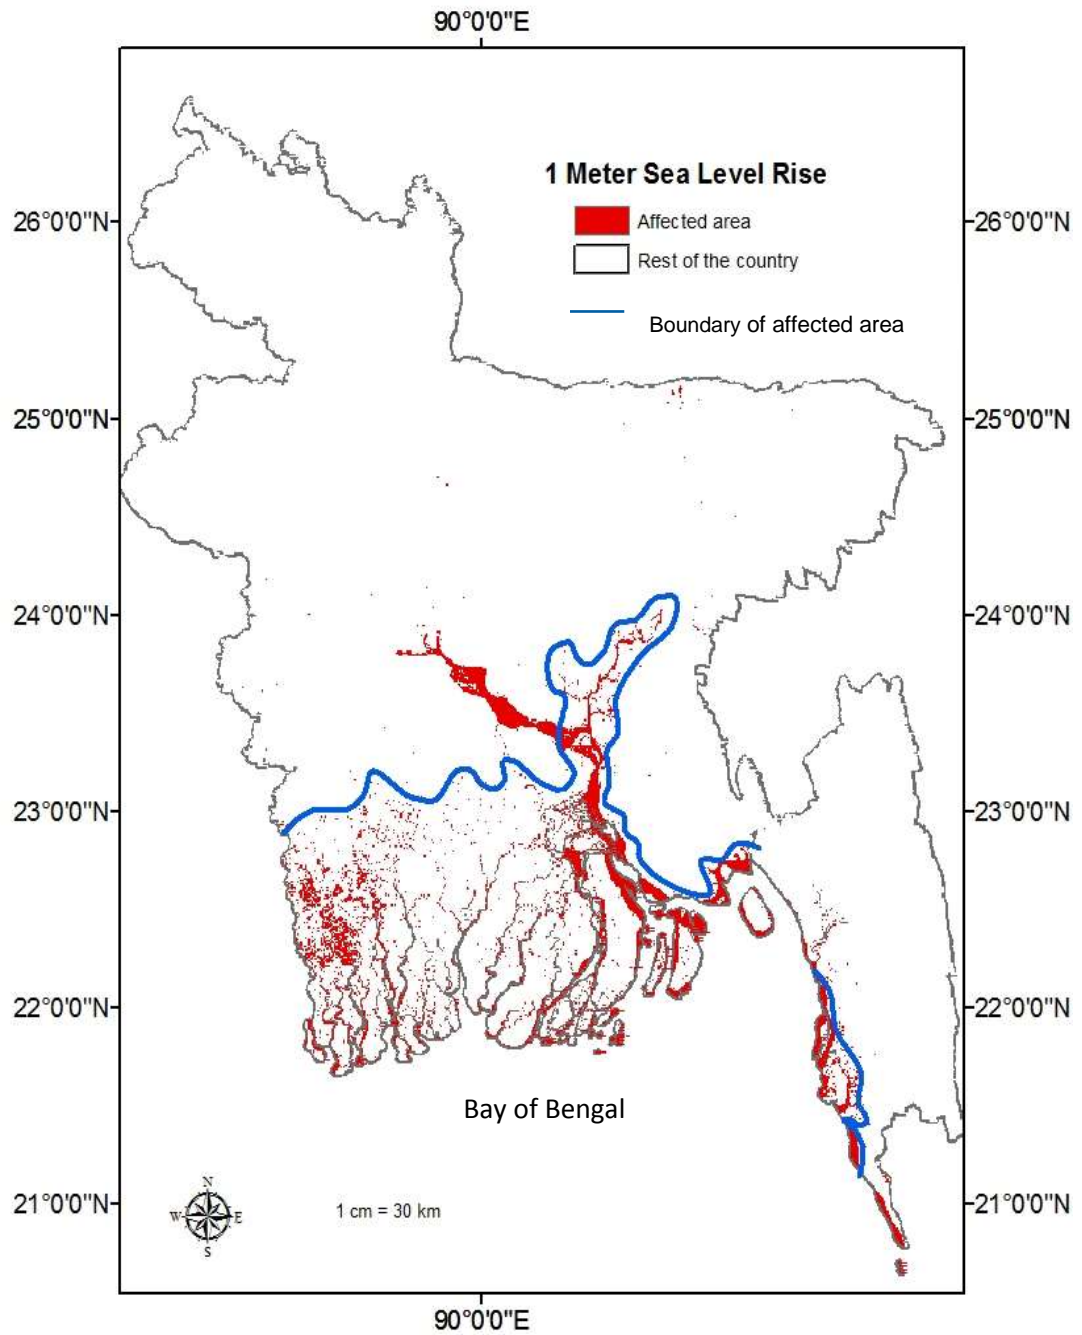 90°0'0"E
1 Meter Sea Level Rise
Affected area
Rest of the country
Boundary of affected area
26°0'0"N
26°0'0"N
25°0'0"N
25°0'0"N
24°0'0"N
24°0'0"N
23°0'0"N
23°0'0"N
22°0'0"N
22°0'0"N
Bay of Bengal
21°0'0"N
21°0'0"N
N
W
E
S
1 cm = 30 km
90°0'0"E